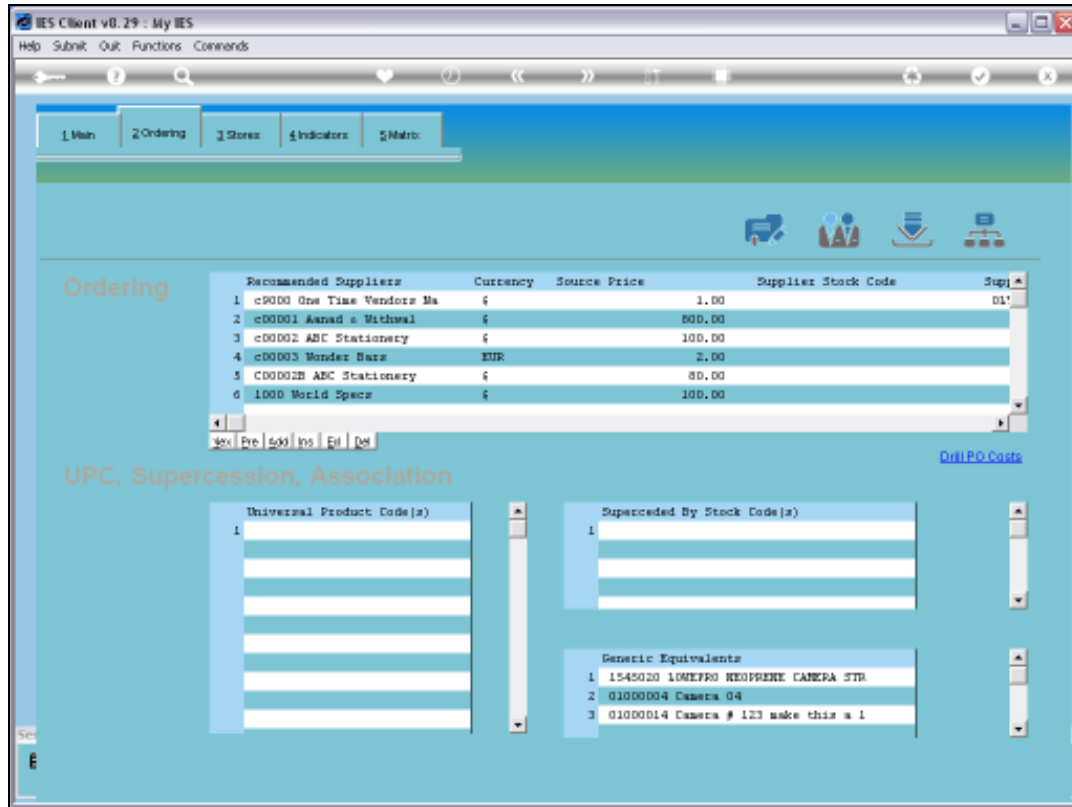 IES Client v8.29 : My IES
Help Submit Quit Functions Commands
1 Main 2 Ordering 3 Stores 4 Indicators 5 Matrix
Ordering
Recommended Suppliers Currency Source Price Supplier Stock Code
1 c9000 One Time Vendors Ma 1.00
2 c00001 Aanad & Mithwal 800.00
3 c00002 ABC Stationery 100.00
4 c00003 Wonder Bars EUR 2.00
5 C00002B ABC Stationery 80.00
6 1000 World Specs 100.00
Nex Pre Add Ins Del
Drill PO Costs
UPC, Supercession, Association
Universal Product Code(s)
1
Superceded By Stock Code(s)
1
Generic Equivalents
1 1545020 LOWEPRO NEOPRENE CAMERA STR
2 01000004 Camera 04
3 01000014 Camera # 123 make this a l